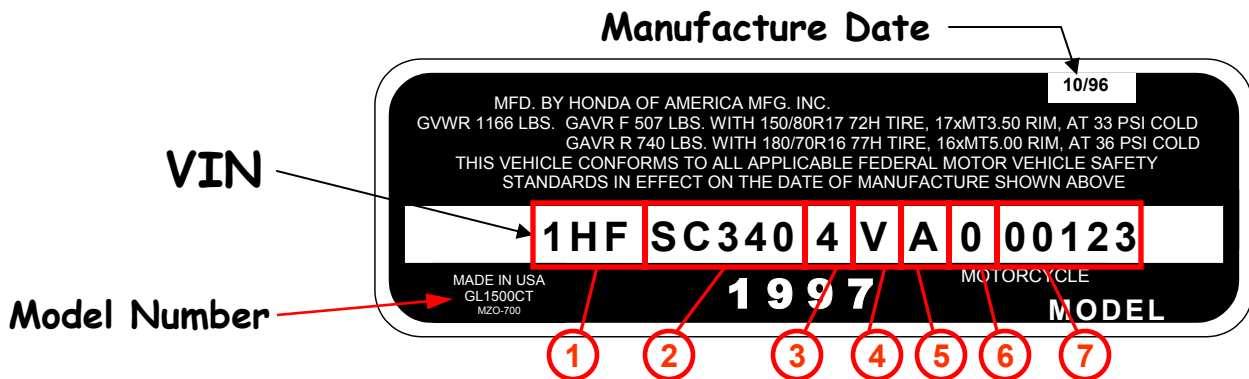 Manufacture Date
10/96
MFD. BY HONDA OF AMERICA MFG. INC.
GVWR 1166 LBS. GAVR F 507 LBS. WITH 150/80R17 72H TIRE, 17xMT3.50 RIM, AT 33 PSI COLD
GAVR R 740 LBS. WITH 180/70R16 77H TIRE, 16xMT5.00 RIM, AT 36 PSI COLD
THIS VEHICLE CONFORMS TO ALL APPLICABLE FEDERAL MOTOR VEHICLE SAFETY
STANDARDS IN EFFECT ON THE DATE OF MANUFACTURE SHOWN ABOVE
VIN
1HF SC340 4 V A 0 00123
MADE IN USA
GL1500CT
MZO-700
1997
MOTORCYCLE
MODEL
Model Number
1 2 3 4 5 6 7